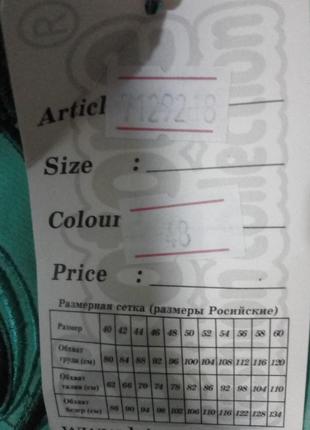 ®
Articl 7129248
Size :
Colour
48
Price :
Размерная сетка (размеры Росийские)
Размер 40 42 44 46 48 50 52 54 56 58 60
Обхват груди (см) 80 84 88 92 96 100 104 108 112 116 120
Обхват талии (см) 62 66 70 74 78 82 86 92 98 104 110
Обхват бедер (см) 86 90 94 98 102 106 110 116 122 128 134